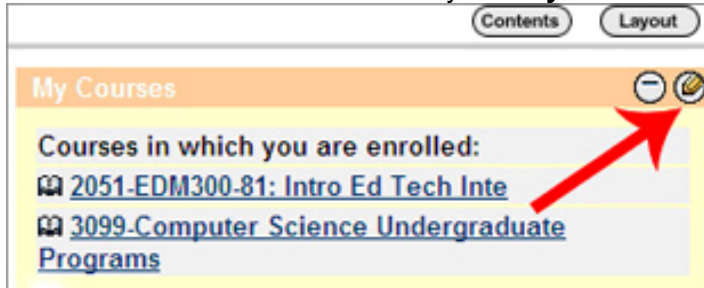 Contents Layout
My Courses
Courses in which you are enrolled:
2051-EDM300-81: Intro Ed Tech Inte
3099-Computer Science Undergraduate
Programs